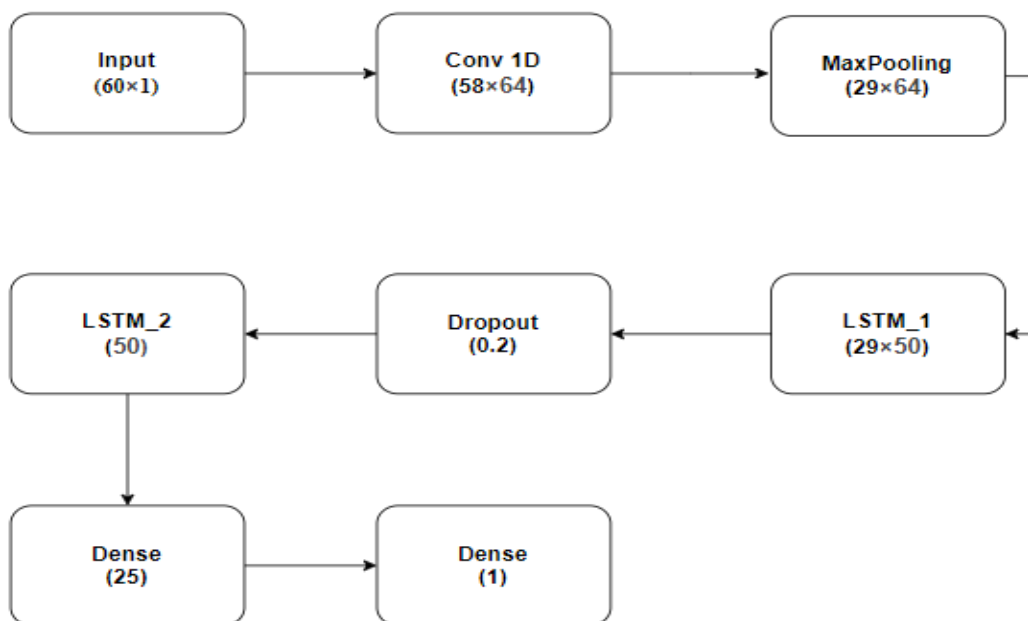 Input
(60×1)
Conv 1D
(58×64)
MaxPooling
(29×64)
LSTM_1
(29×50)
Dropout
(0.2)
LSTM_2
(50)
Dense
(25)
Dense
(1)